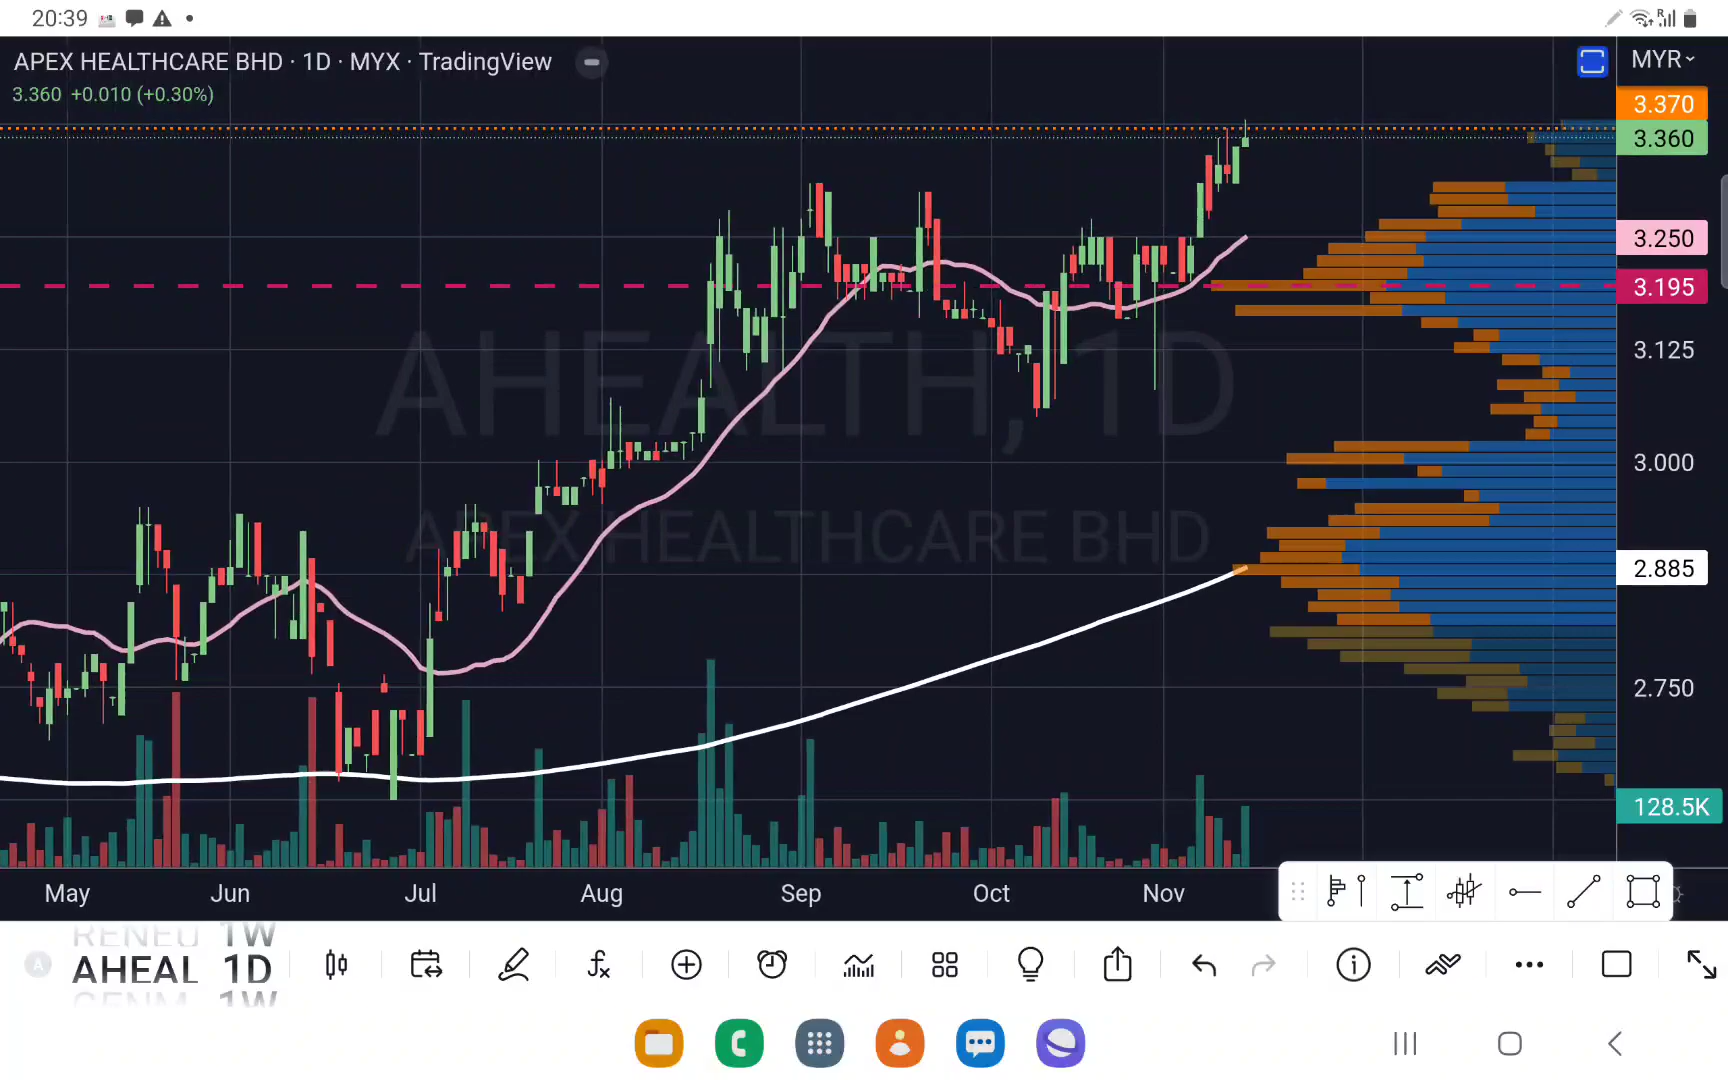 20:39
APEX HEALTHCARE BHD · 1D · MYX · TradingView
MYR
3.360 +0.010 (+0.30%)
3.370
3.360
3.250
3.195
3.125
3.000
2.885
2.750
128.5K
AHEALTH, 1D
APEX HEALTHCARE BHD
May Jun Jul Aug Sep Oct Nov
RENEU 1W
AHEAL 1D
GENM 1W